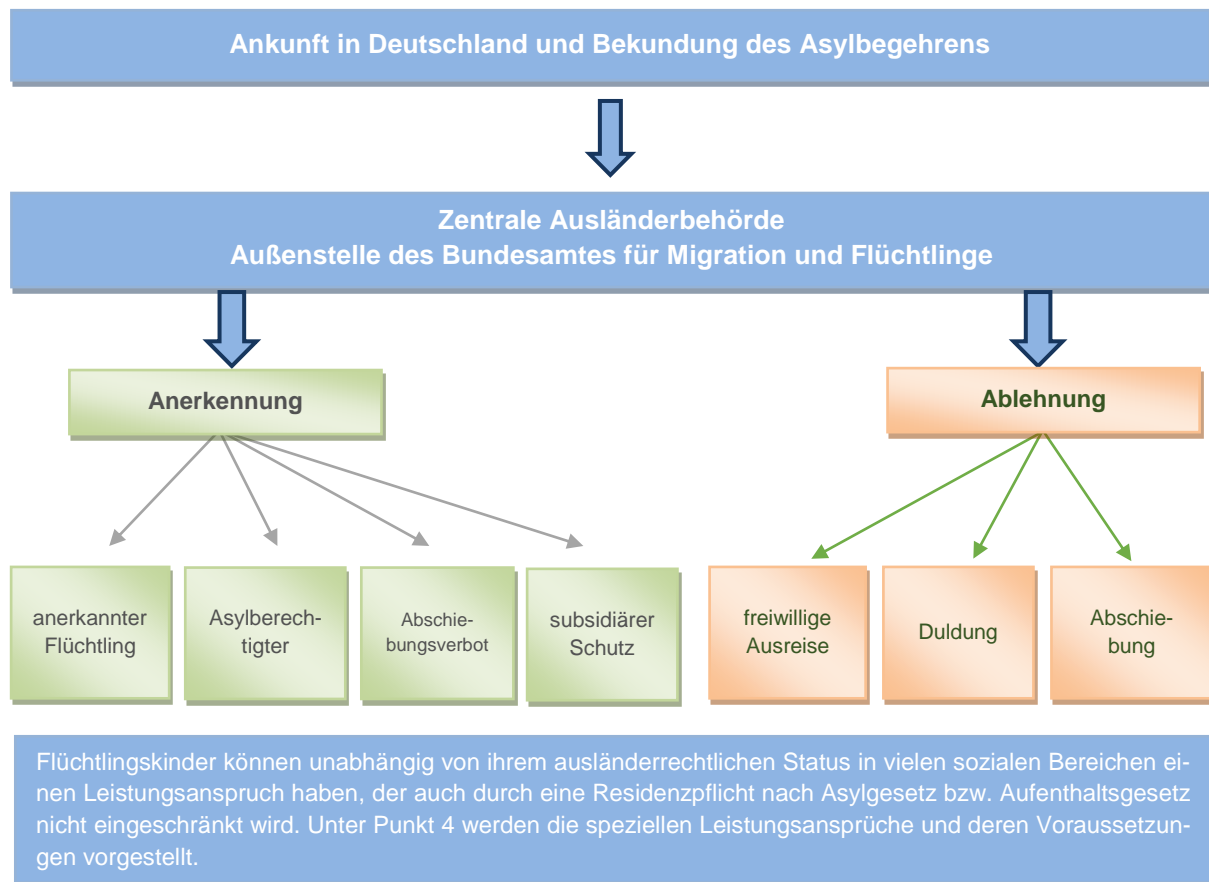 Ankunft in Deutschland und Bekundung des Asylbegehrens
Zentrale Ausländerbehörde
Außenstelle des Bundesamtes für Migration und Flüchtlinge
Anerkennung
Ablehnung
anerkannter
Flüchtling
Asylberech-
tigter
Abschie-
bungsverbot
subsidiärer
Schutz
freiwillige
Ausreise
Duldung
Abschie-
bung
Flüchtlingskinder können unabhängig von ihrem ausländerrechtlichen Status in vielen sozialen Bereichen ei-
nen Leistungsanspruch haben, der auch durch eine Residenzpflicht nach Asylgesetz bzw. Aufenthaltsgesetz
nicht eingeschränkt wird. Unter Punkt 4 werden die speziellen Leistungsansprüche und deren Voraussetzun-
gen vorgestellt.